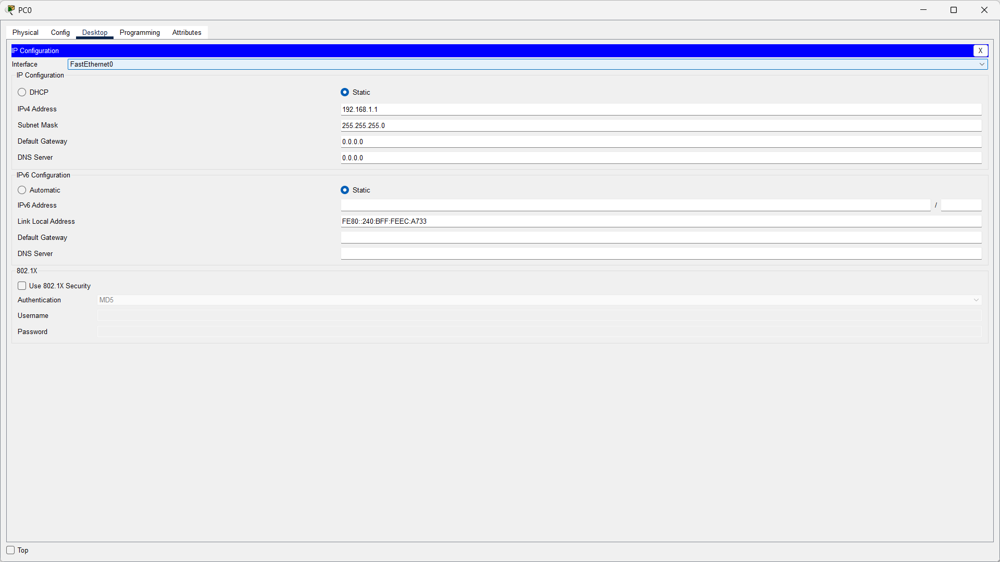 PC0
Physical Config Desktop Programming Attributes
IP Configuration X
Interface FastEthernet0
IP Configuration
DHCP Static
IPv4 Address 192.168.1.1
Subnet Mask 255.255.255.0
Default Gateway 0.0.0.0
DNS Server 0.0.0.0
IPv6 Configuration
Automatic Static
IPv6 Address /
Link Local Address FE80::240:BFF:FEEC:A733
Default Gateway
DNS Server
802.1X
Use 802.1X Security
Authentication MD5
Username
Password
Top